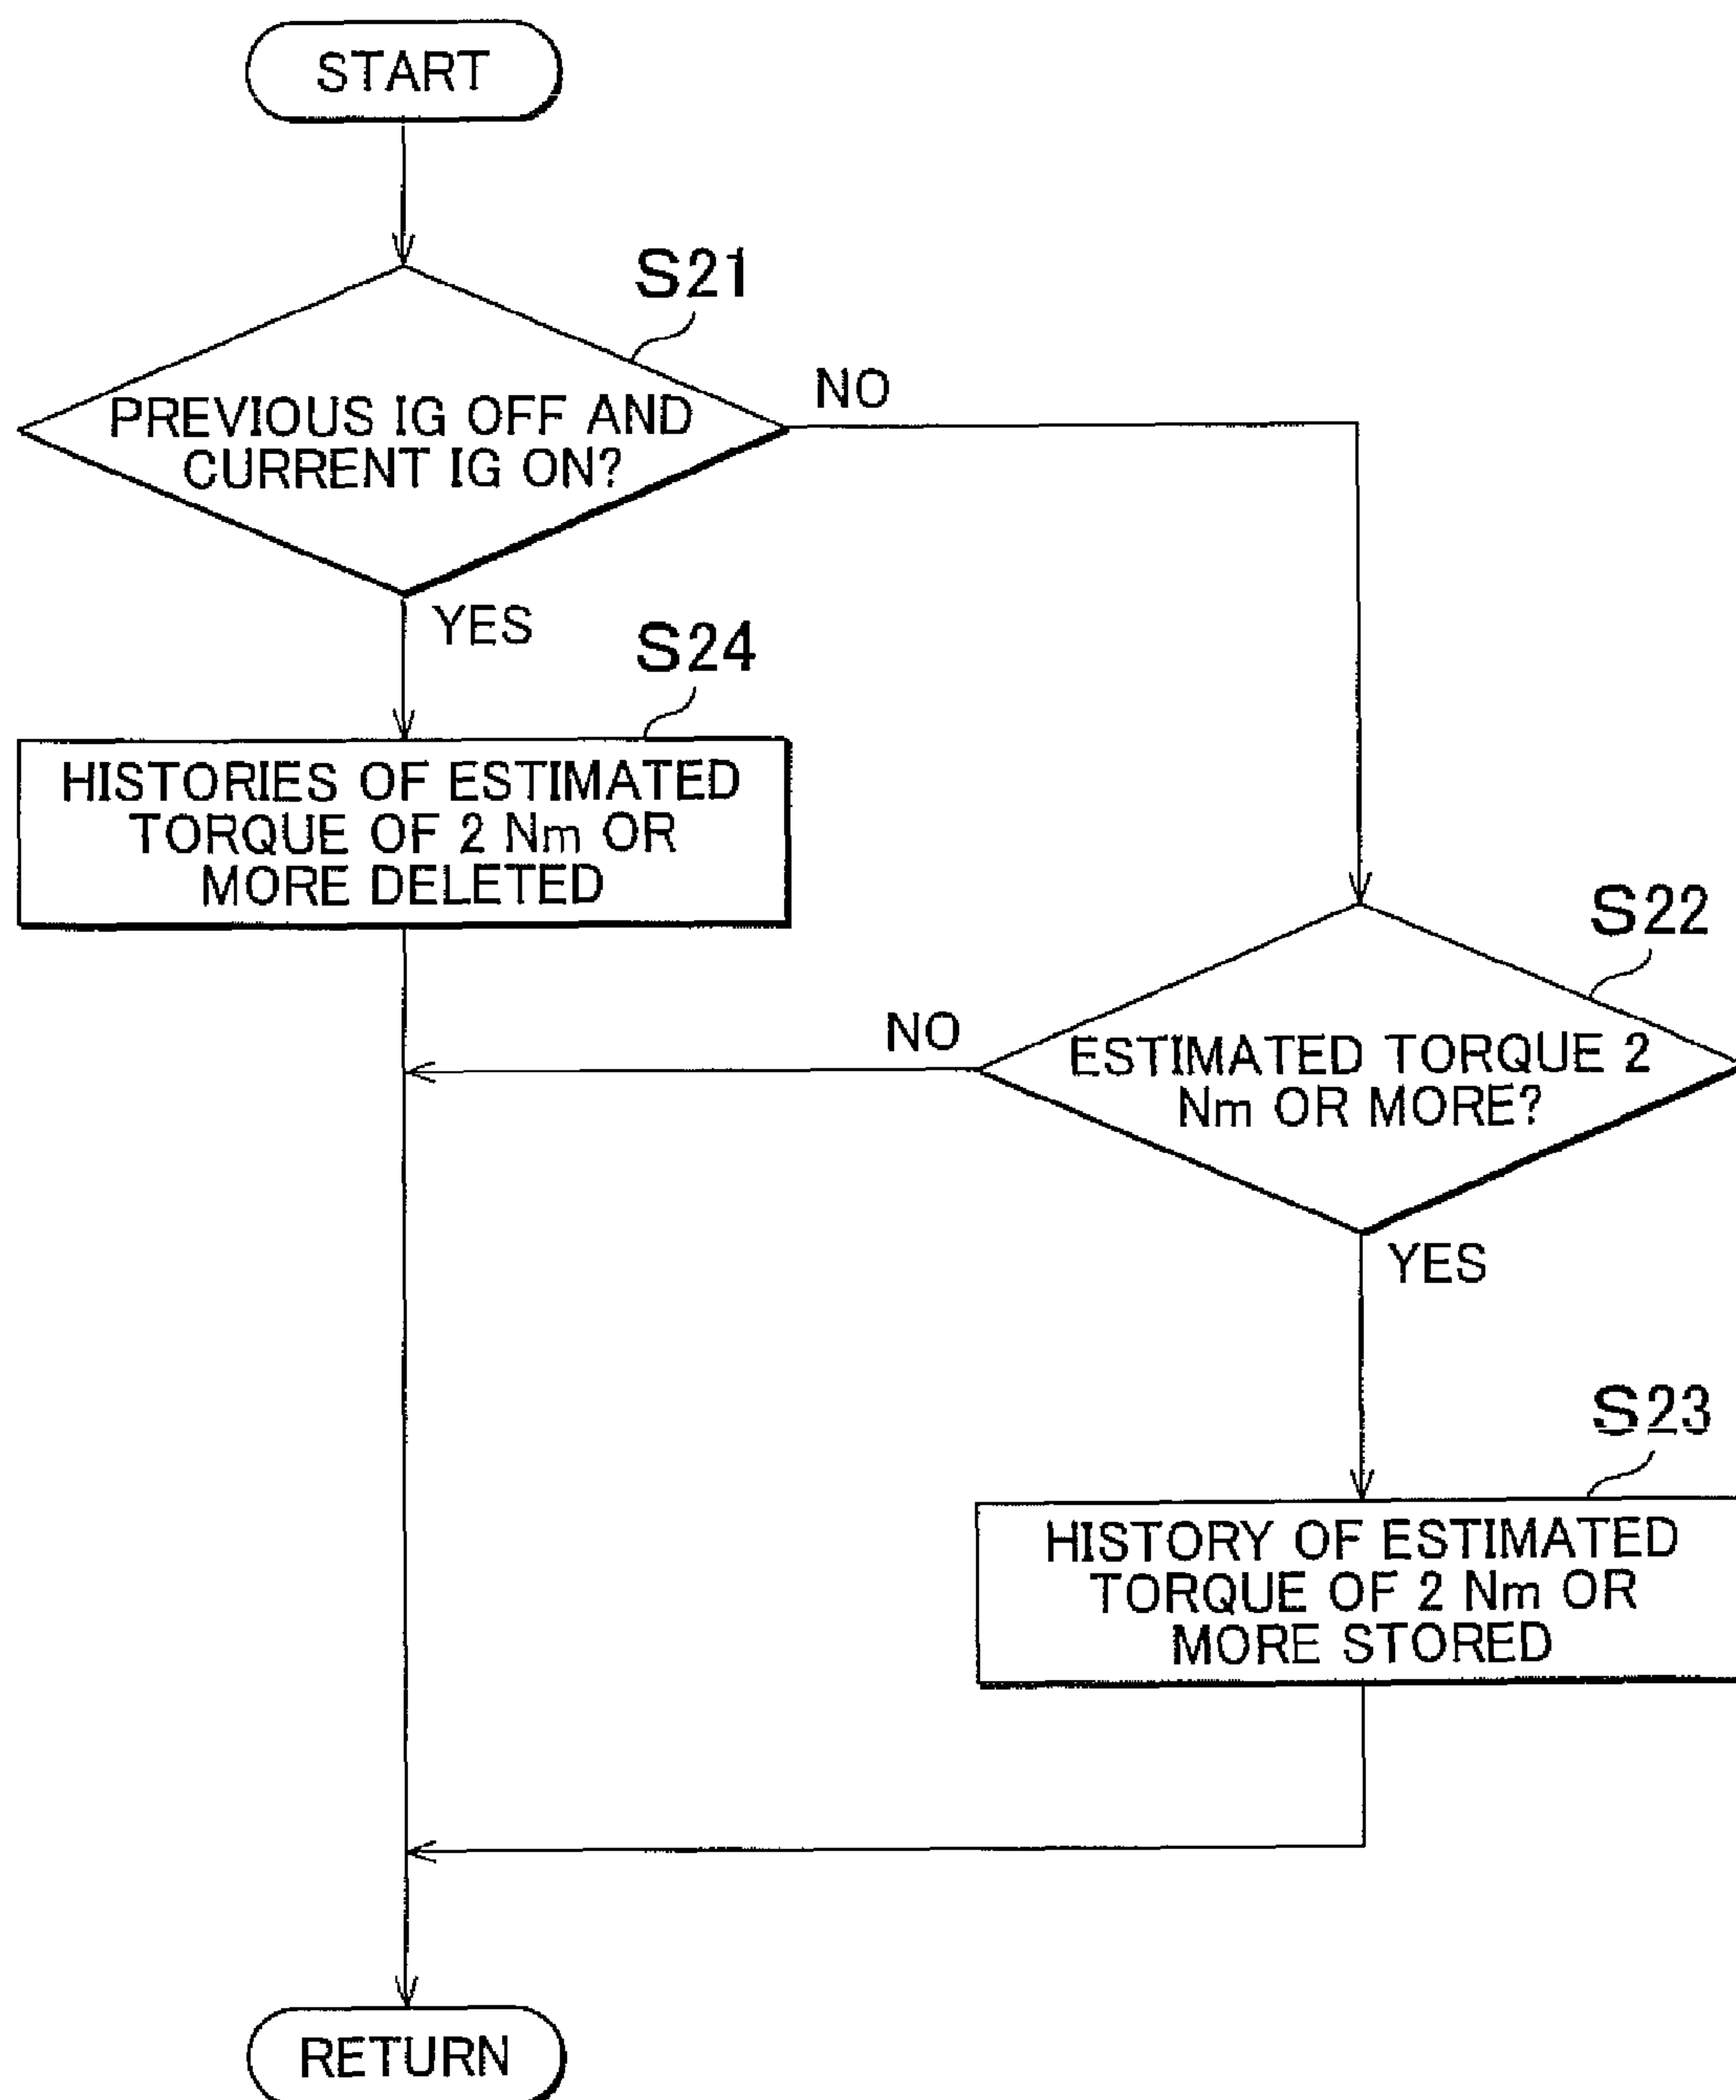 START
S21
PREVIOUS IG OFF AND
CURRENT IG ON?
NO
YES
S24
HISTORIES OF ESTIMATED
TORQUE OF 2 Nm OR
MORE DELETED
S22
NO
ESTIMATED TORQUE 2
Nm OR MORE?
YES
S23
HISTORY OF ESTIMATED
TORQUE OF 2 Nm OR
MORE STORED
RETURN